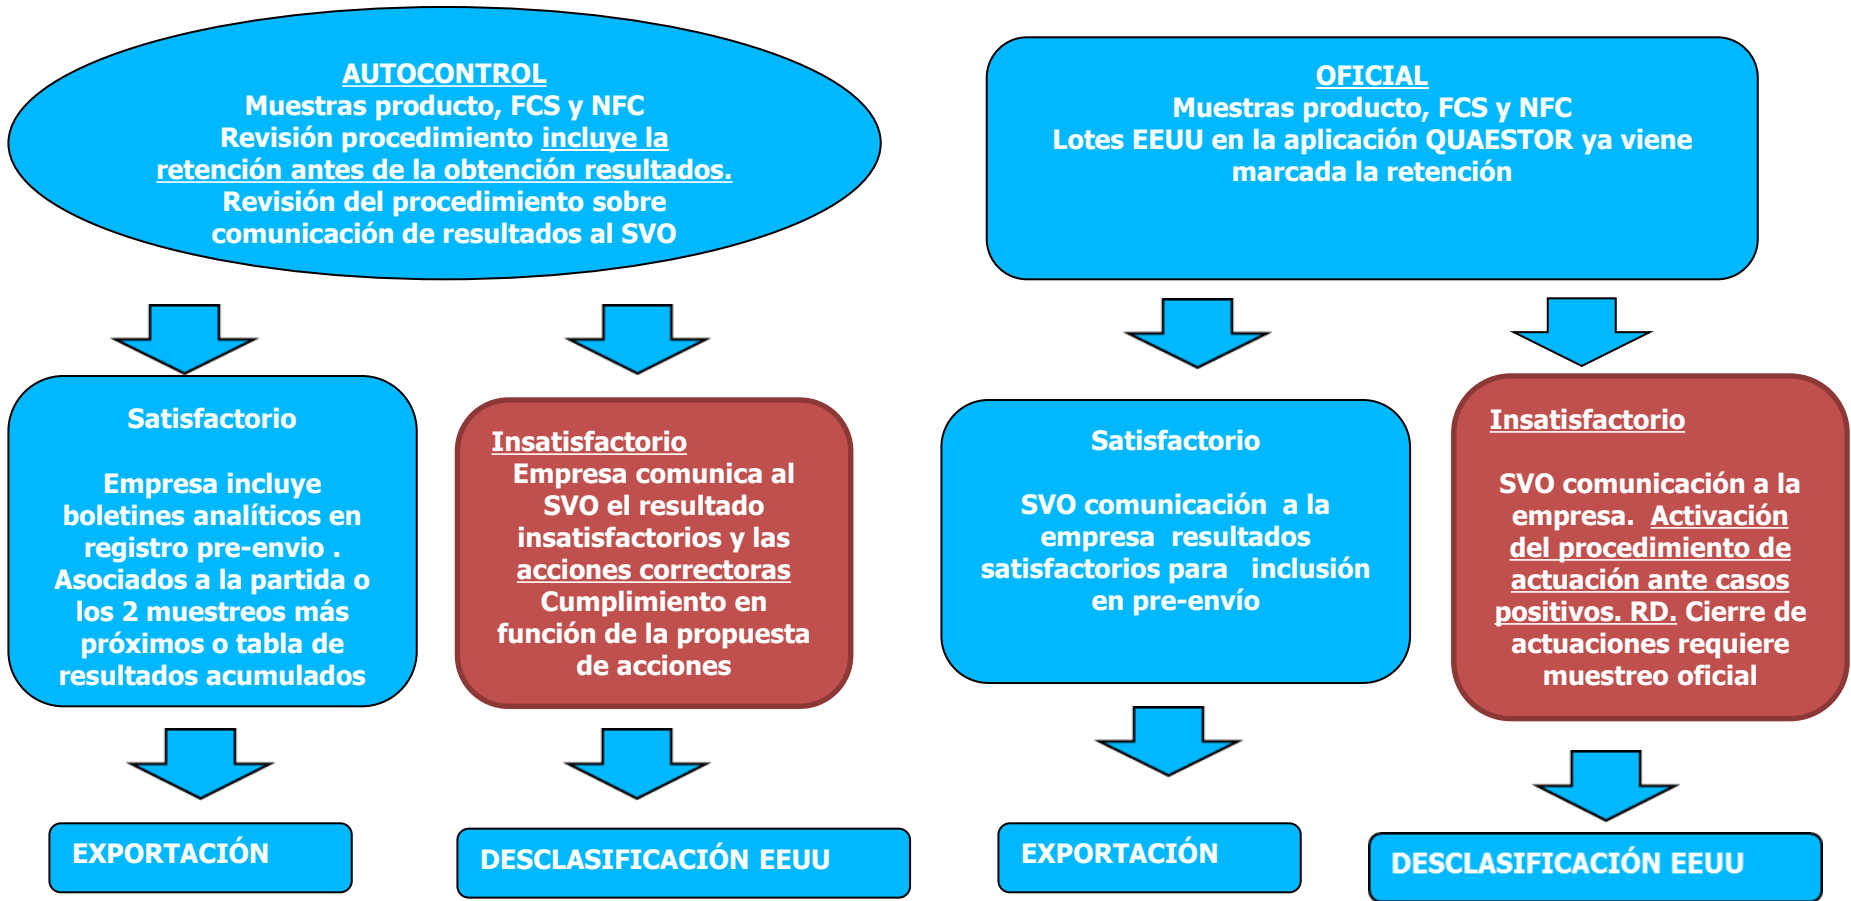 AUTOCONTROL
Muestras producto, FCS y NFC
Revisión procedimiento incluye la
retención antes de la obtención resultados.
Revisión del procedimiento sobre
comunicación de resultados al SVO
OFICIAL
Muestras producto, FCS y NFC
Lotes EEUU en la aplicación QUAESTOR ya viene
marcada la retención
Satisfactorio
Empresa incluye
boletines analíticos en
registro pre-envio .
Asociados a la partida o
los 2 muestreos más
próximos o tabla de
resultados acumulados
Insatisfactorio
Empresa comunica al
SVO el resultado
insatisfactorios y las
acciones correctoras
Cumplimiento en
función de la propuesta
de acciones
Satisfactorio
SVO comunicación a la
empresa resultados
satisfactorios para inclusión
en pre-envío
Insatisfactorio
SVO comunicación a la
empresa. Activación
del procedimiento de
actuación ante casos
positivos. RD. Cierre de
actuaciones requiere
muestreo oficial
EXPORTACIÓN
DESCLASIFICACIÓN EEUU
EXPORTACIÓN
DESCLASIFICACIÓN EEUU